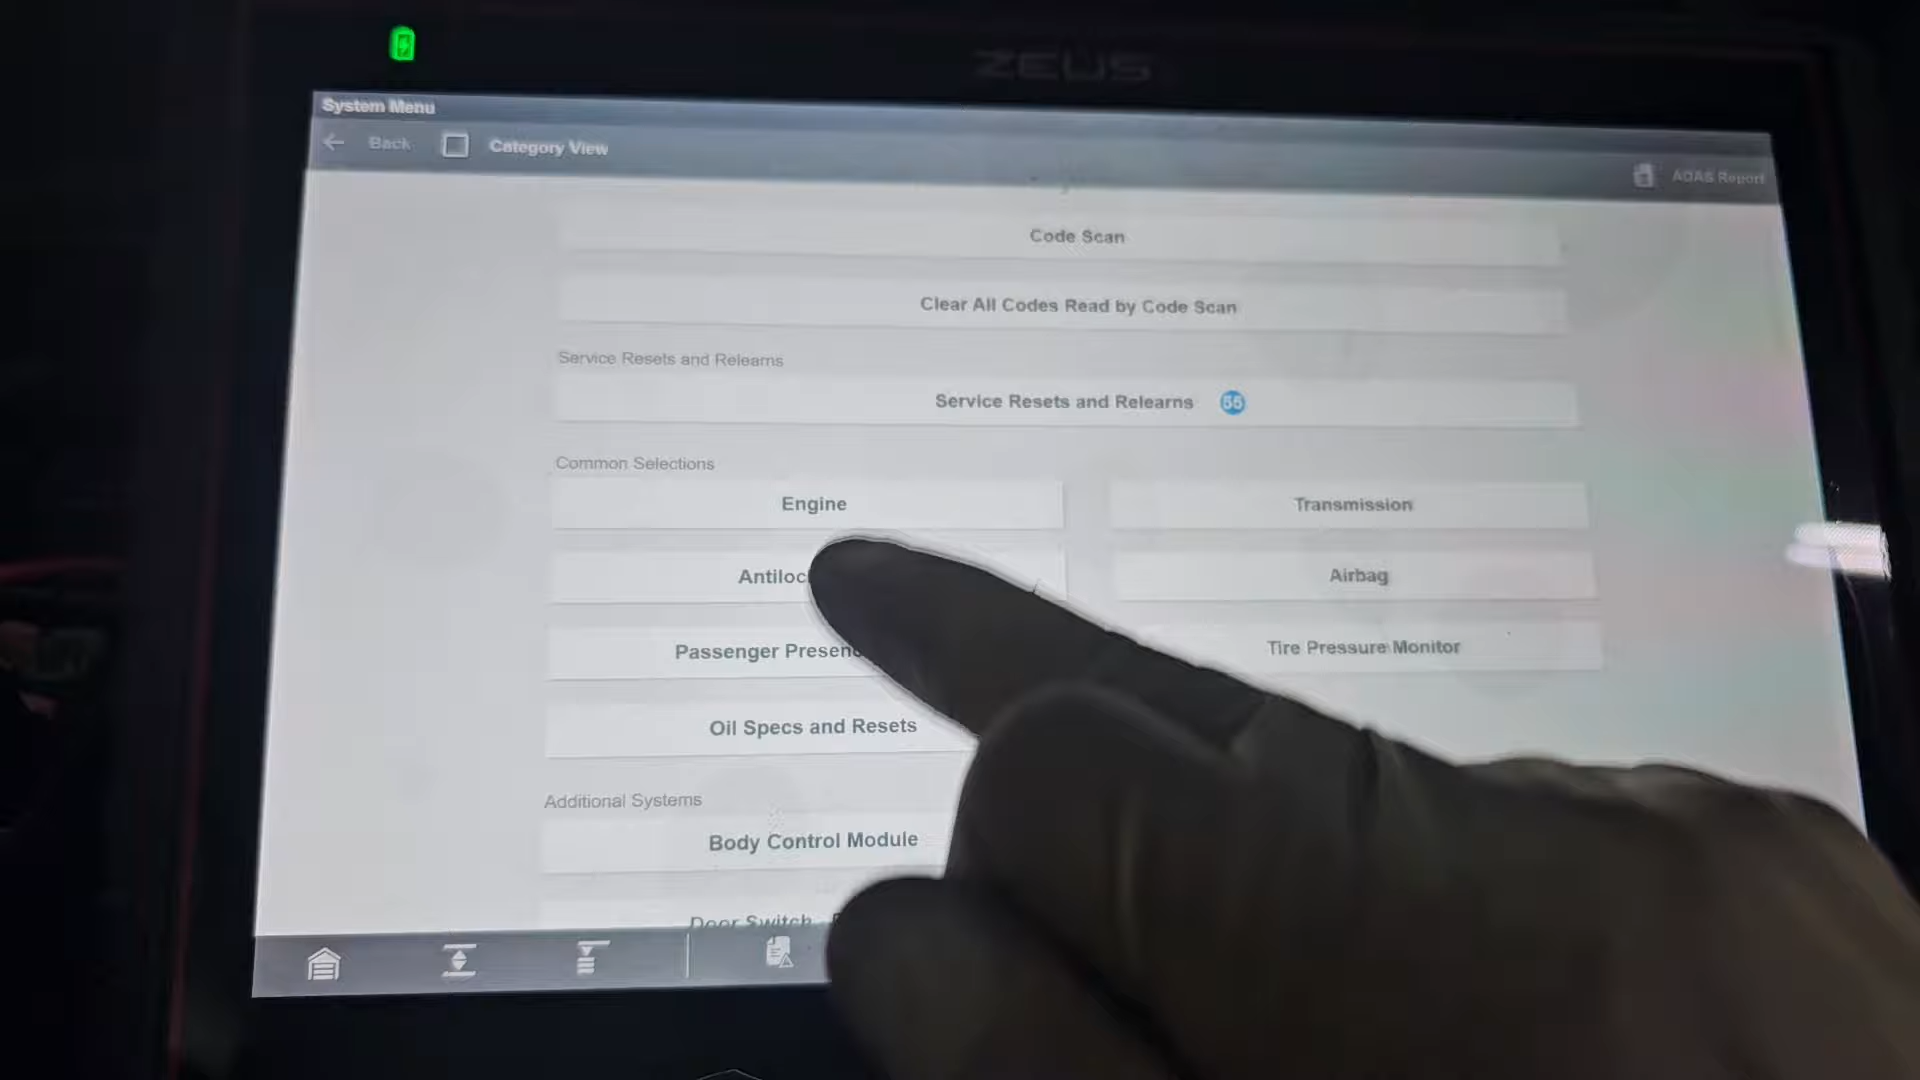 ZEUS
System Menu
Back Category View
ADAS Report
Code Scan
Clear All Codes Read by Code Scan
Service Resets and Relearns
Service Resets and Relearns 55
Common Selections
Engine Transmission
Antiloc Airbag
Passenger Presenc Tire Pressure Monitor
Oil Specs and Resets
Additional Systems
Body Control Module
Door Switch